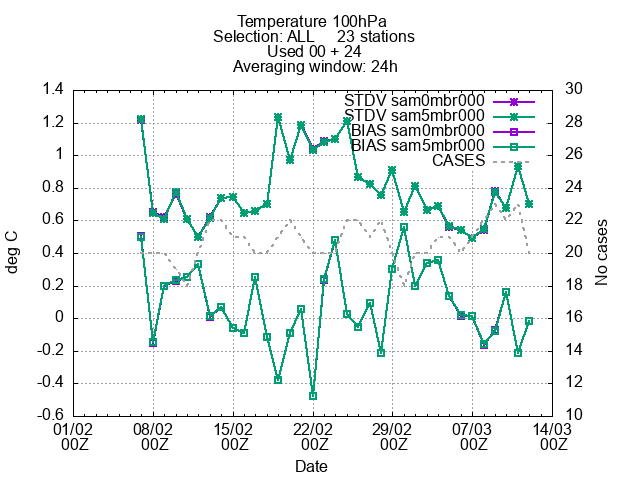 Temperature 100hPa
Selection: ALL 23 stations
Used 00 + 24
Averaging window: 24h
1.4
1.2
1
0.8
0.6
0.4
0.2
0
-0.2
-0.4
-0.6
deg C
30
28
26
24
22
20
18
16
14
12
10
No cases
STDV sam0mbr000
STDV sam5mbr000
BIAS sam0mbr000
BIAS sam5mbr000
CASES
01/02 08/02 15/02 22/02 29/02 07/03 14/03
00Z 00Z 00Z 00Z 00Z 00Z 00Z
Date